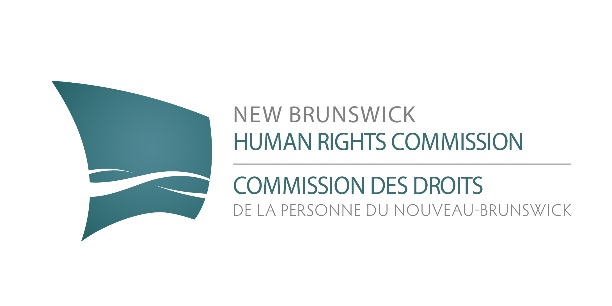 NEW BRUNSWICK
HUMAN RIGHTS COMMISSION
COMMISSION DES DROITS
DE LA PERSONNE DU NOUVEAU-BRUNSWICK